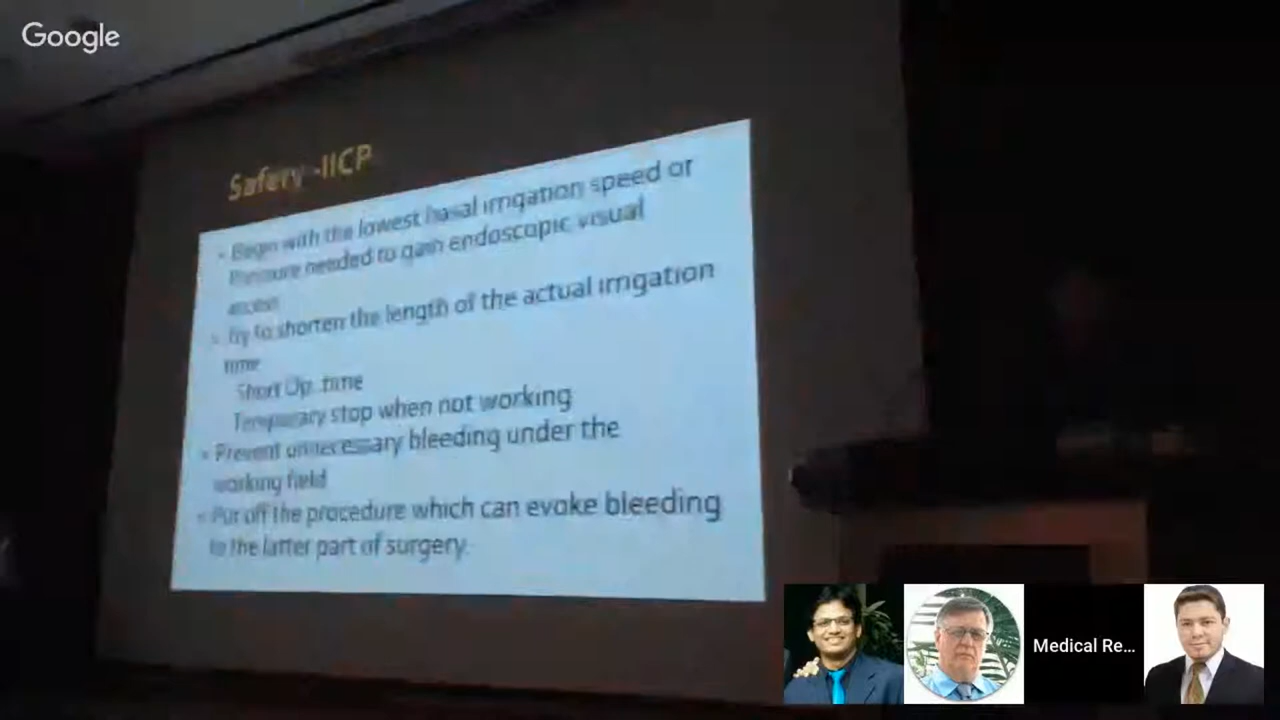 Google
Safety -IICP
Begin with the lowest basal irrigation speed or
Pressure needed to gain endoscopic visual
access
Try to shorten the length of the actual irrigation
time
Short Op. time
Temporary stop when not working
Prevent unnecessary bleeding under the
working field
Put off the procedure which can evoke bleeding
to the latter part of surgery.
Medical Re...